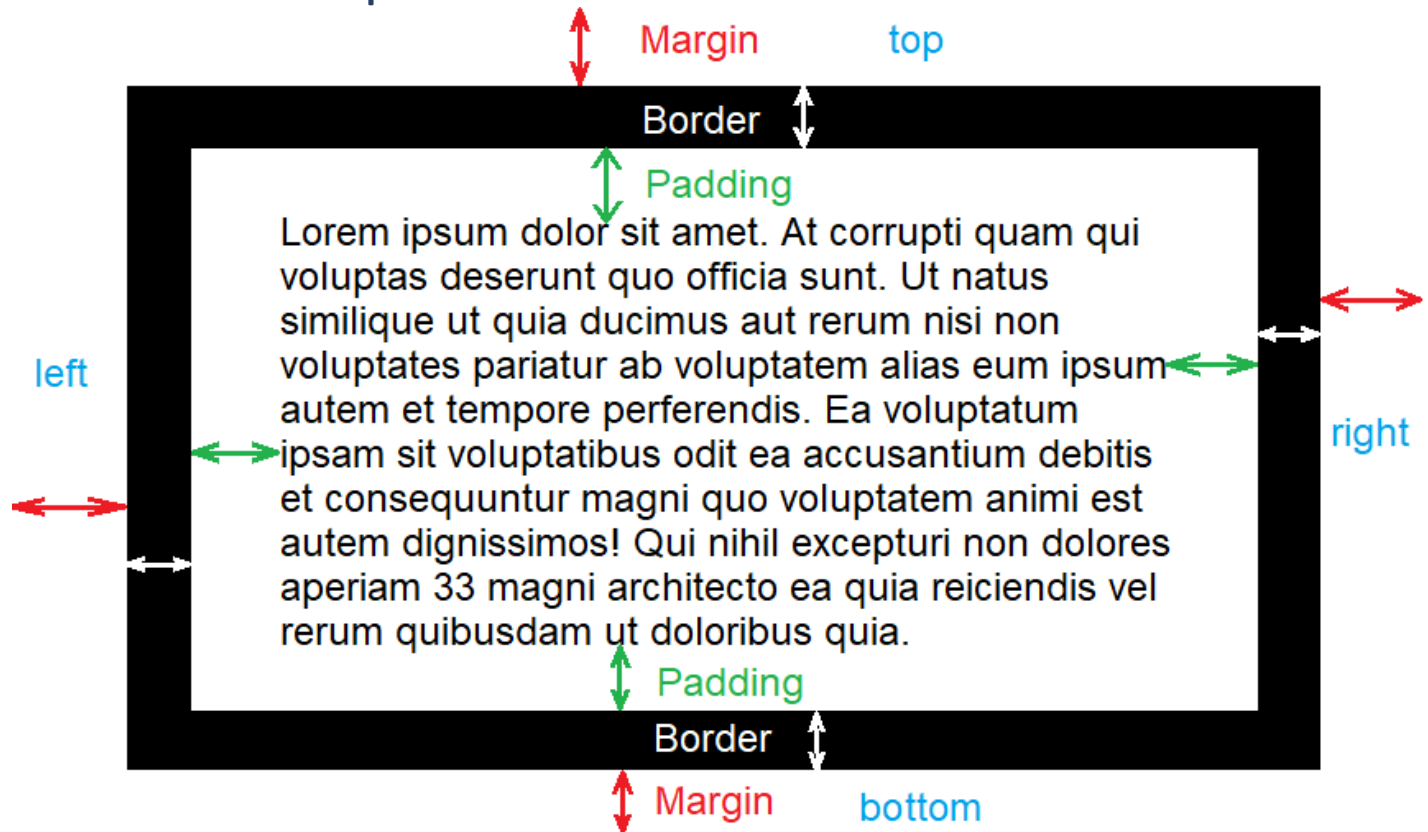 Margin top
Border
Padding
Lorem ipsum dolor sit amet. At corrupti quam qui
voluptas deserunt quo officia sunt. Ut natus
similique ut quia ducimus aut rerum nisi non
voluptates pariatur ab voluptatem alias eum ipsum
left
autem et tempore perferendis. Ea voluptatum
right
ipsam sit voluptatibus odit ea accusantium debitis
et consequuntur magni quo voluptatem animi est
autem dignissimos! Qui nihil excepturi non dolores
aperiam 33 magni architecto ea quia reiciendis vel
rerum quibusdam ut doloribus quia.
Padding
Border
Margin bottom